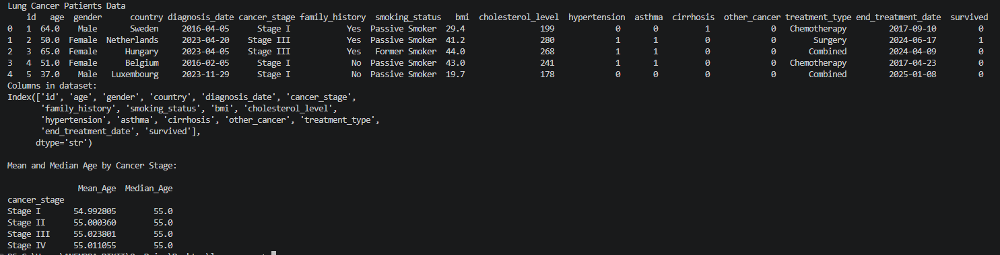 Lung Cancer Patients Data
   id   age  gender      country diagnosis_date cancer_stage family_history  smoking_status   bmi  cholesterol_level  hypertension  asthma  cirrhosis  other_cancer treatment_type end_treatment_date  survived
0   1  64.0    Male       Sweden     2016-04-05      Stage I            Yes  Passive Smoker  29.4                199             0       0          1             0   Chemotherapy         2017-09-10         0
1   2  50.0  Female  Netherlands     2023-04-20    Stage III            Yes  Passive Smoker  41.2                280             1       1          0             0        Surgery         2024-06-17         1
2   3  65.0  Female      Hungary     2023-04-05    Stage III            Yes   Former Smoker  44.0                268             1       1          0             0       Combined         2024-04-09         0
3   4  51.0  Female      Belgium     2016-02-05      Stage I             No  Passive Smoker  43.0                241             1       1          0             0   Chemotherapy         2017-04-23         0
4   5  37.0    Male   Luxembourg     2023-11-29      Stage I             No  Passive Smoker  19.7                178             0       0          0             0       Combined         2025-01-08         0
Columns in dataset:
Index(['id', 'age', 'gender', 'country', 'diagnosis_date', 'cancer_stage',
       'family_history', 'smoking_status', 'bmi', 'cholesterol_level',
       'hypertension', 'asthma', 'cirrhosis', 'other_cancer', 'treatment_type',
       'end_treatment_date', 'survived'],
      dtype='str')
Mean and Median Age by Cancer Stage:
               Mean_Age  Median_Age
cancer_stage
Stage I       54.992805        55.0
Stage II      55.000360        55.0
Stage III     55.023801        55.0
Stage IV      55.011055        55.0